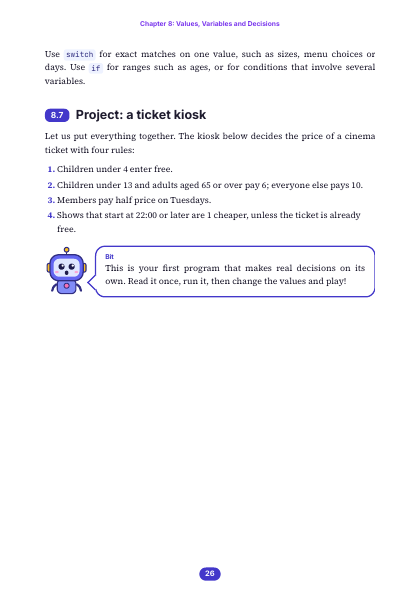 Chapter 8: Values, Variables and Decisions
Use switch for exact matches on one value, such as sizes, menu choices or
days. Use if for ranges such as ages, or for conditions that involve several
variables.
8.7 Project: a ticket kiosk
Let us put everything together. The kiosk below decides the price of a cinema
ticket with four rules:
1. Children under 4 enter free.
2. Children under 13 and adults aged 65 or over pay 6; everyone else pays 10.
3. Members pay half price on Tuesdays.
4. Shows that start at 22:00 or later are 1 cheaper, unless the ticket is already
free.
Bit
This is your first program that makes real decisions on its
own. Read it once, run it, then change the values and play!
26